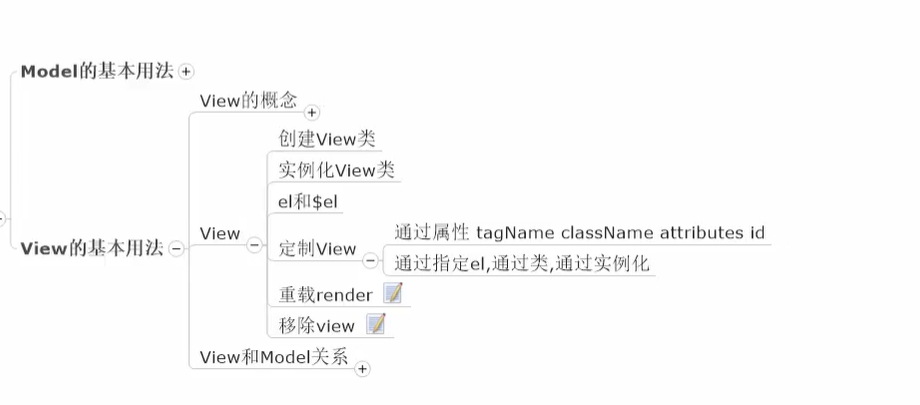 Model的基本用法
View的概念
创建View类
实例化View类
el和$el
View的基本用法
View
定制View
通过属性 tagName className attributes id
通过指定el,通过类,通过实例化
重载render
移除view
View和Model关系